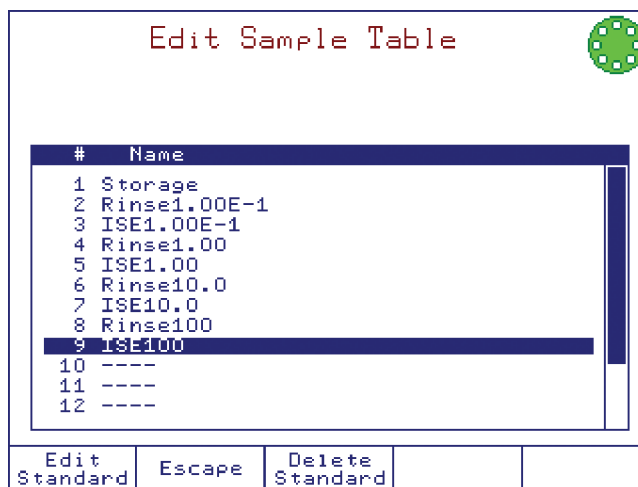 Edit Sample Table
# Name
1 Storage
2 Rinse1.00E-1
3 ISE1.00E-1
4 Rinse1.00
5 ISE1.00
6 Rinse10.0
7 ISE10.0
8 Rinse100
9 ISE100
10 ----
11 ----
12 ----
Edit Standard
Escape
Delete Standard